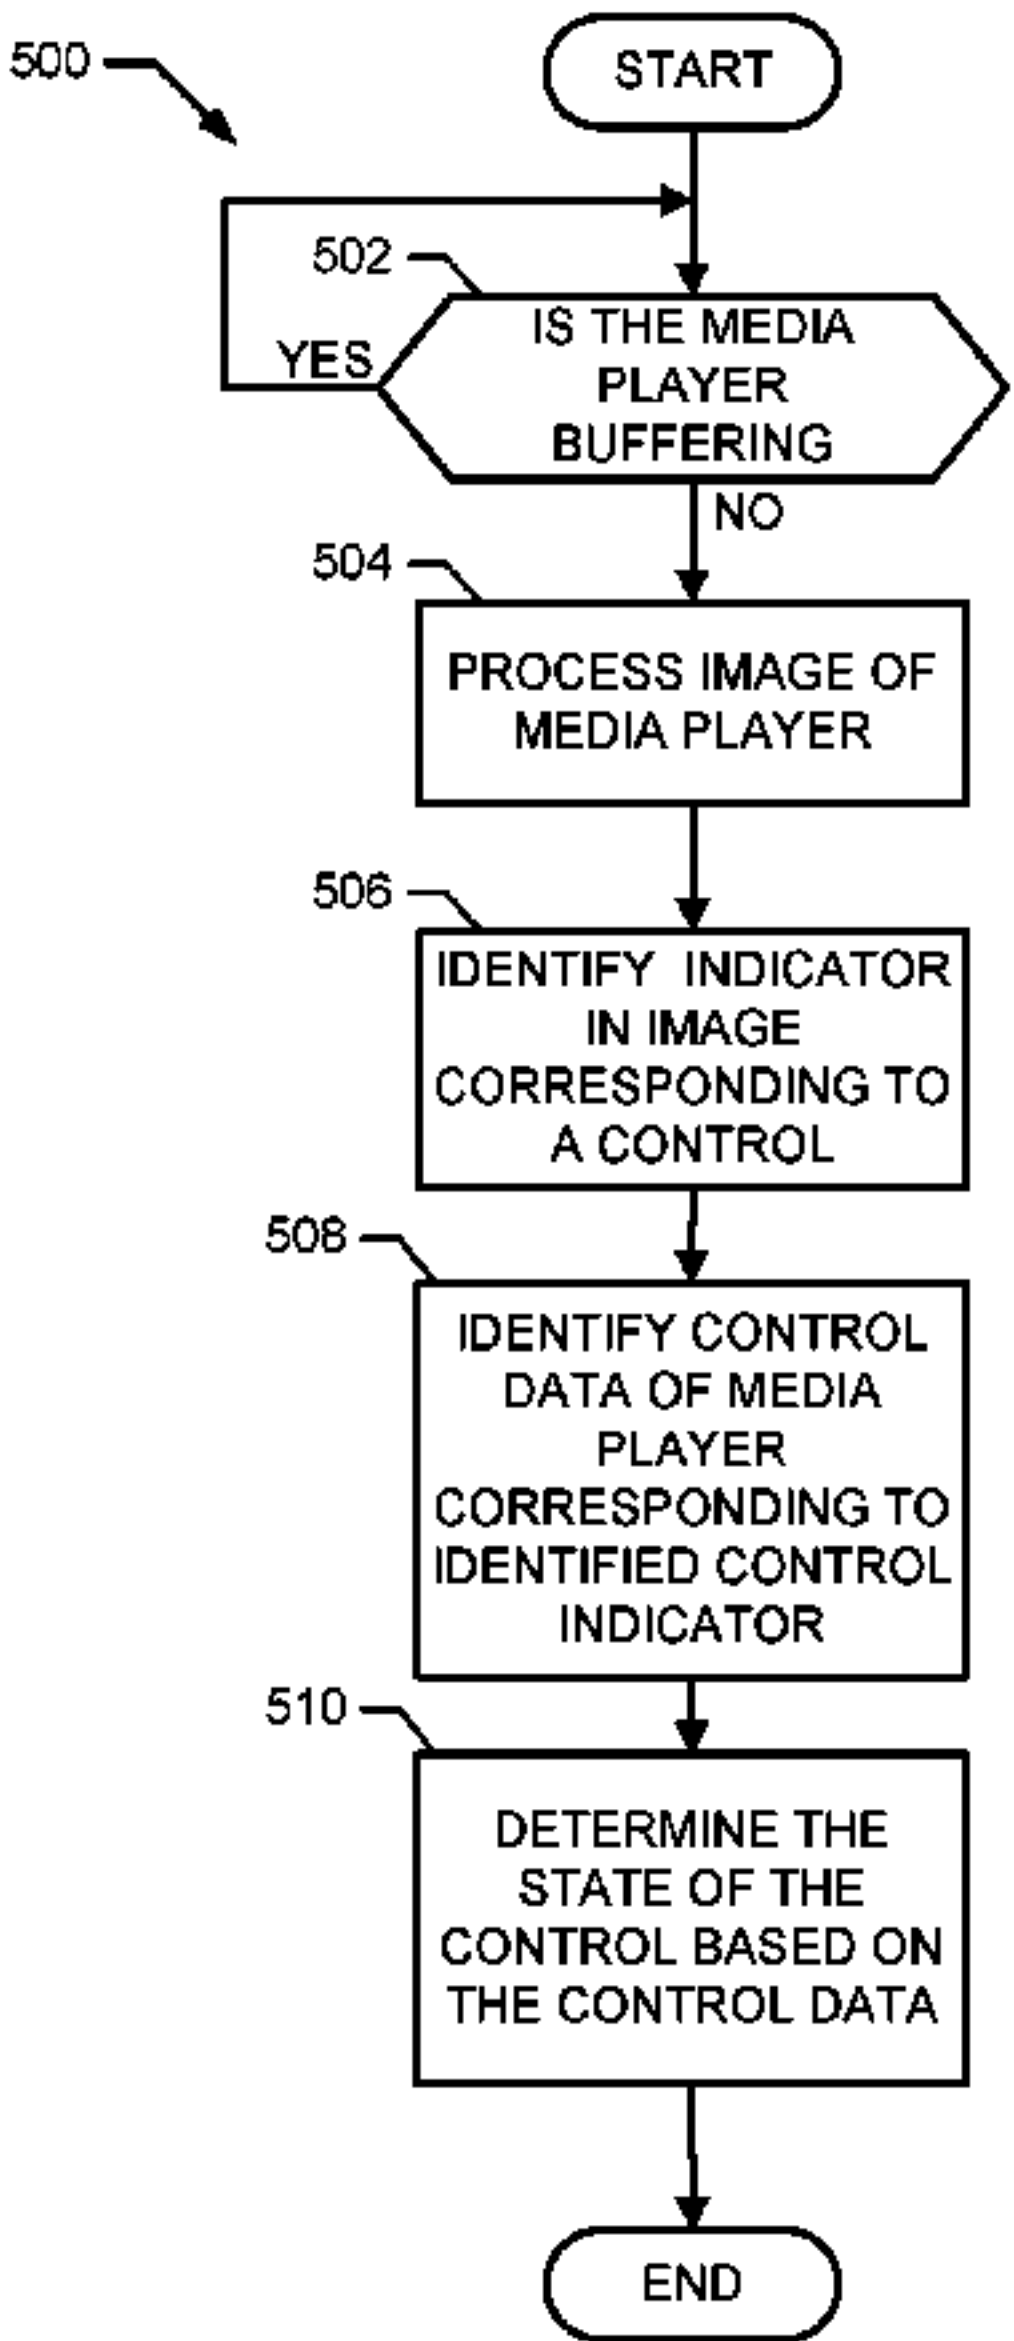 500
START
502
IS THE MEDIA
PLAYER
BUFFERING
YES
NO
504
PROCESS IMAGE OF
MEDIA PLAYER
506
IDENTIFY INDICATOR
IN IMAGE
CORRESPONDING TO
A CONTROL
508
IDENTIFY CONTROL
DATA OF MEDIA
PLAYER
CORRESPONDING TO
IDENTIFIED CONTROL
INDICATOR
510
DETERMINE THE
STATE OF THE
CONTROL BASED ON
THE CONTROL DATA
END